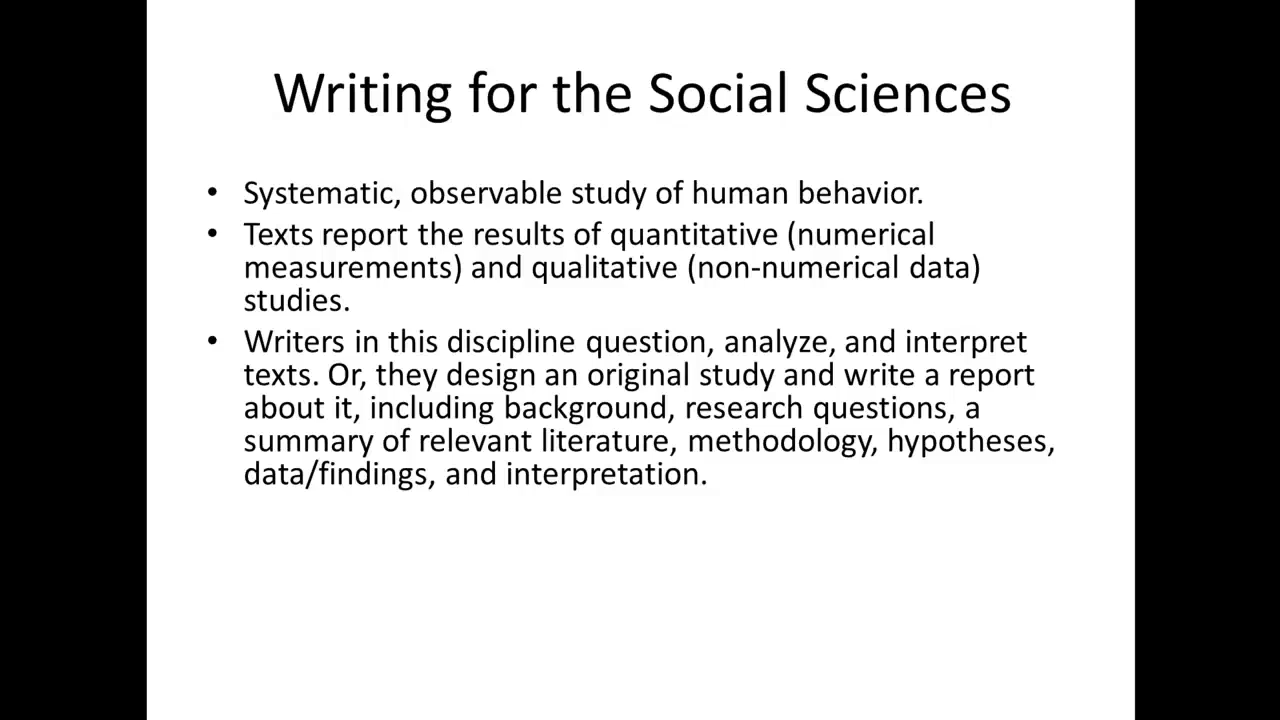 Writing for the Social Sciences
• Systematic, observable study of human behavior.
• Texts report the results of quantitative (numerical
measurements) and qualitative (non-numerical data)
studies.
• Writers in this discipline question, analyze, and interpret
texts. Or, they design an original study and write a report
about it, including background, research questions, a
summary of relevant literature, methodology, hypotheses,
data/findings, and interpretation.